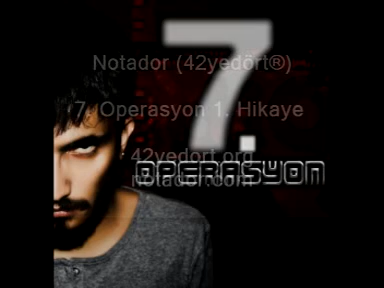 7.
Notador (42yedört®)
7. Operasyon 1. Hikaye
42yedort.org
OPERASYON
notador.com